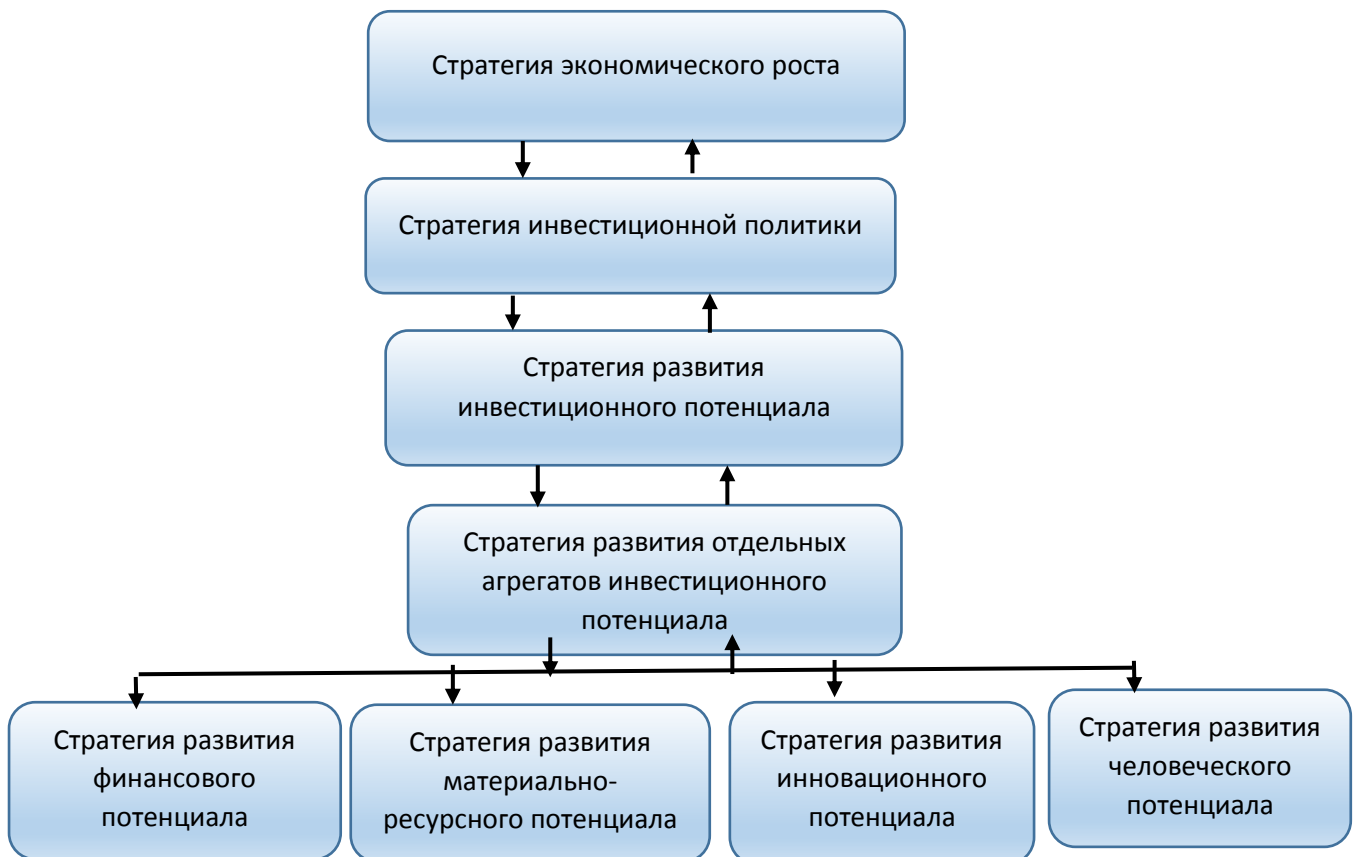 Стратегия экономического роста
Стратегия инвестиционной политики
Стратегия развития
инвестиционного потенциала
Стратегия развития отдельных
агрегатов инвестиционного
потенциала
Стратегия развития
финансового
потенциала
Стратегия развития
материально-
ресурсного потенциала
Стратегия развития
инновационного
потенциала
Стратегия развития
человеческого
потенциала